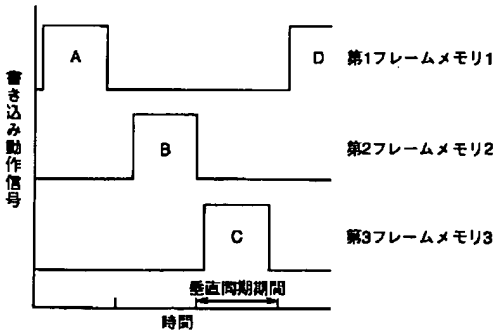 書き込み動作信号
A
D
第1フレームメモリ1
B
第2フレームメモリ2
C
第3フレームメモリ3
垂直同期期間
時間